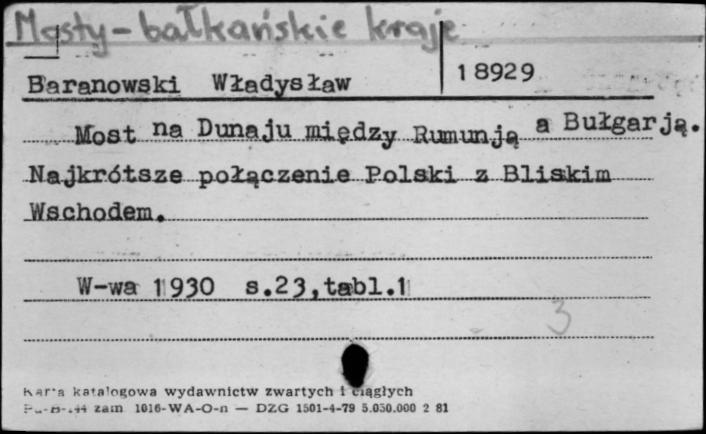 Mosty - bałkańskie kraje
Baranowski Władysław 18929
Most na Dunaju między Rumunją a Bułgarją.
Najkrótsze połączenie Polski z Bliskim
Wschodem.
W-wa 1930 s.23,tabl.1
3
Karta katalogowa wydawnictw zwartych i ciągłych
zam 1016-WA-O-n — DZG 1501-4-79 5.050.000 2 81